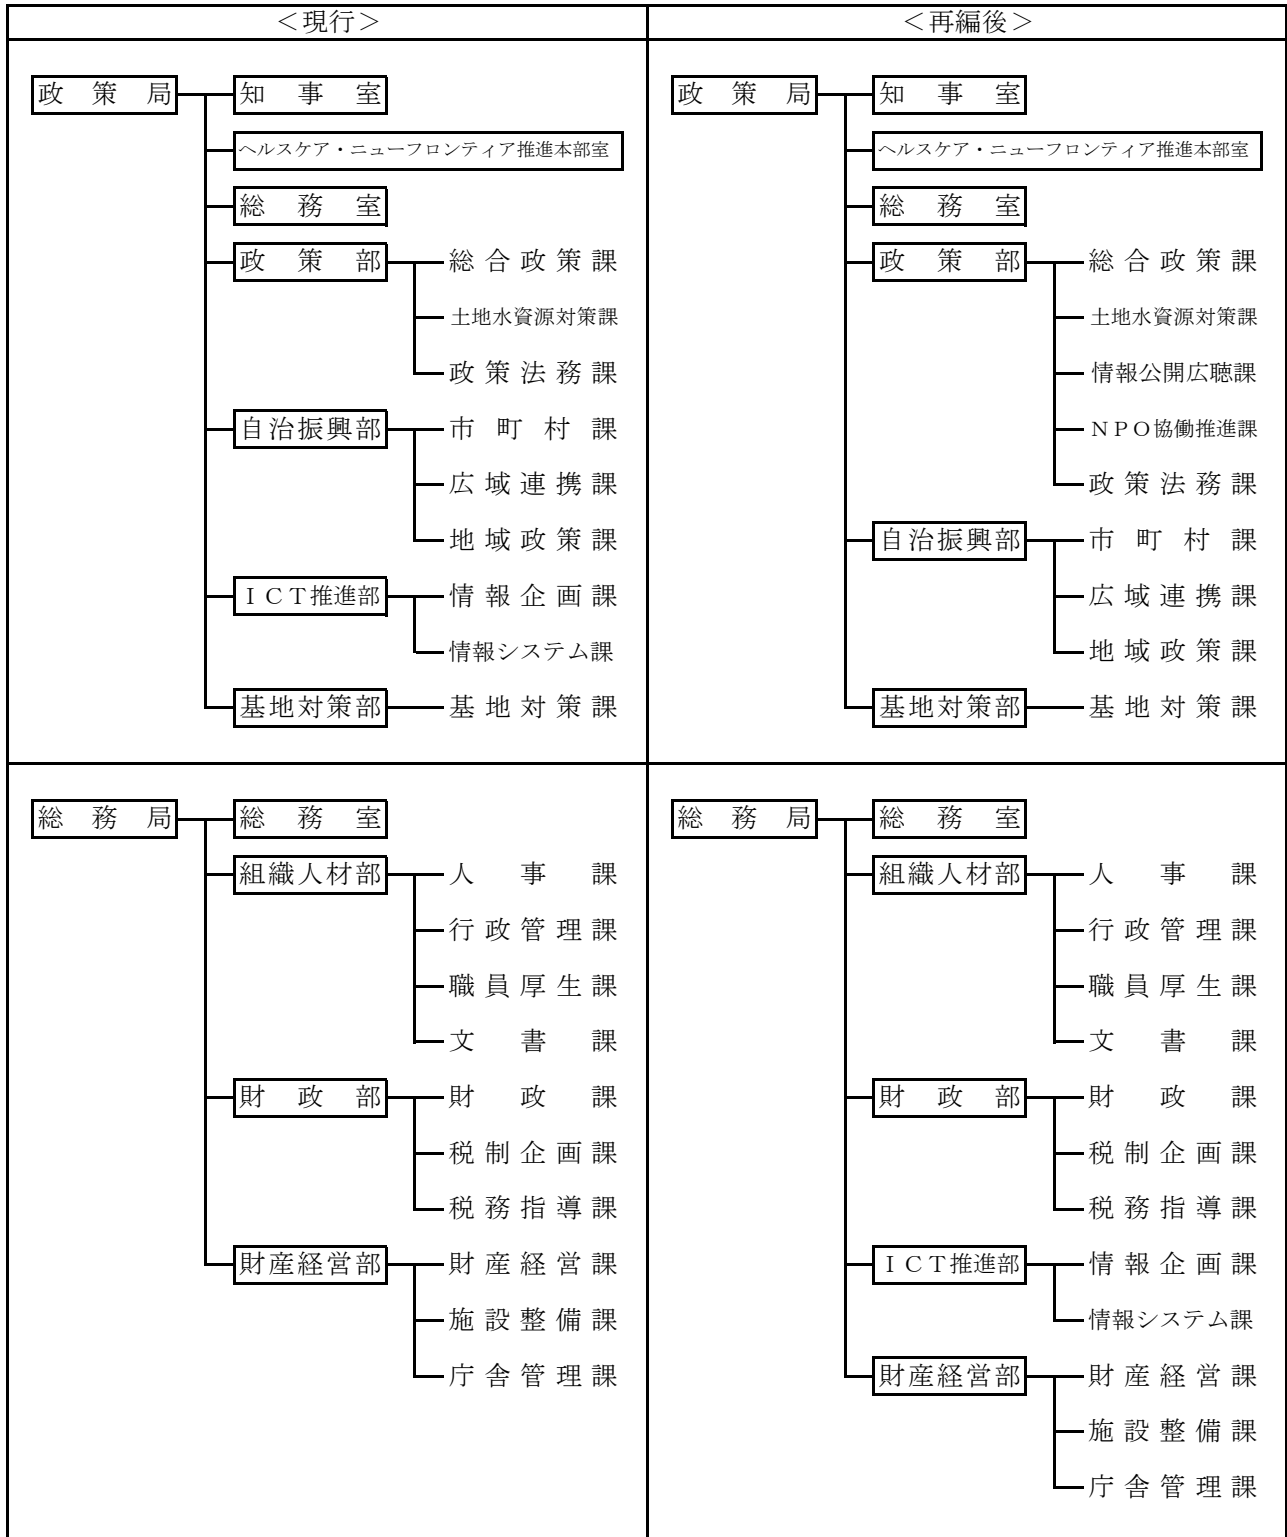 ＜現行＞
政策局
知事室
ヘルスケア・ニューフロンティア推進本部室
総務室
政策部
総合政策課
土地水資源対策課
政策法務課
自治振興部
市町村課
広域連携課
地域政策課
ＩＣＴ推進部
情報企画課
情報システム課
基地対策部
基地対策課
総務局
総務室
組織人材部
人事課
行政管理課
職員厚生課
文書課
財政部
財政課
税制企画課
税務指導課
財産経営部
財産経営課
施設整備課
庁舎管理課
＜再編後＞
政策局
知事室
ヘルスケア・ニューフロンティア推進本部室
総務室
政策部
総合政策課
土地水資源対策課
情報公開広聴課
ＮＰＯ協働推進課
政策法務課
自治振興部
市町村課
広域連携課
地域政策課
基地対策部
基地対策課
総務局
総務室
組織人材部
人事課
行政管理課
職員厚生課
文書課
財政部
財政課
税制企画課
税務指導課
ＩＣＴ推進部
情報企画課
情報システム課
財産経営部
財産経営課
施設整備課
庁舎管理課